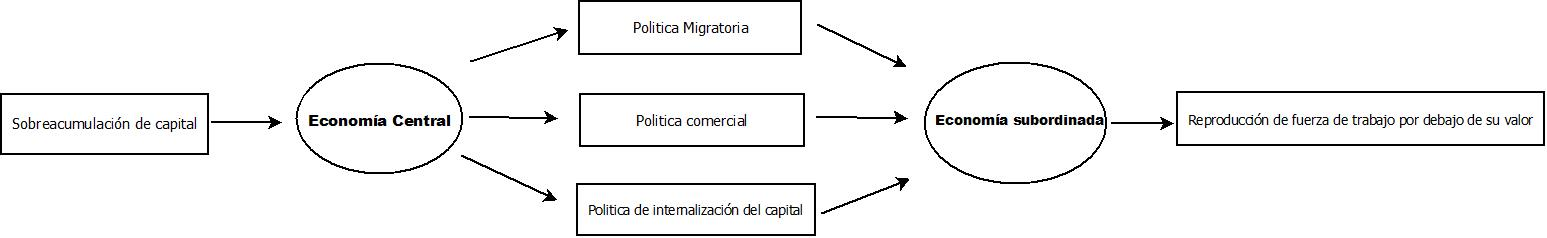 Politica Migratoria
Sobreacumulación de capital
Economía Central
Politica comercial
Economía subordinada
Reproducción de fuerza de trabajo por debajo de su valor
Politica de internalización del capital